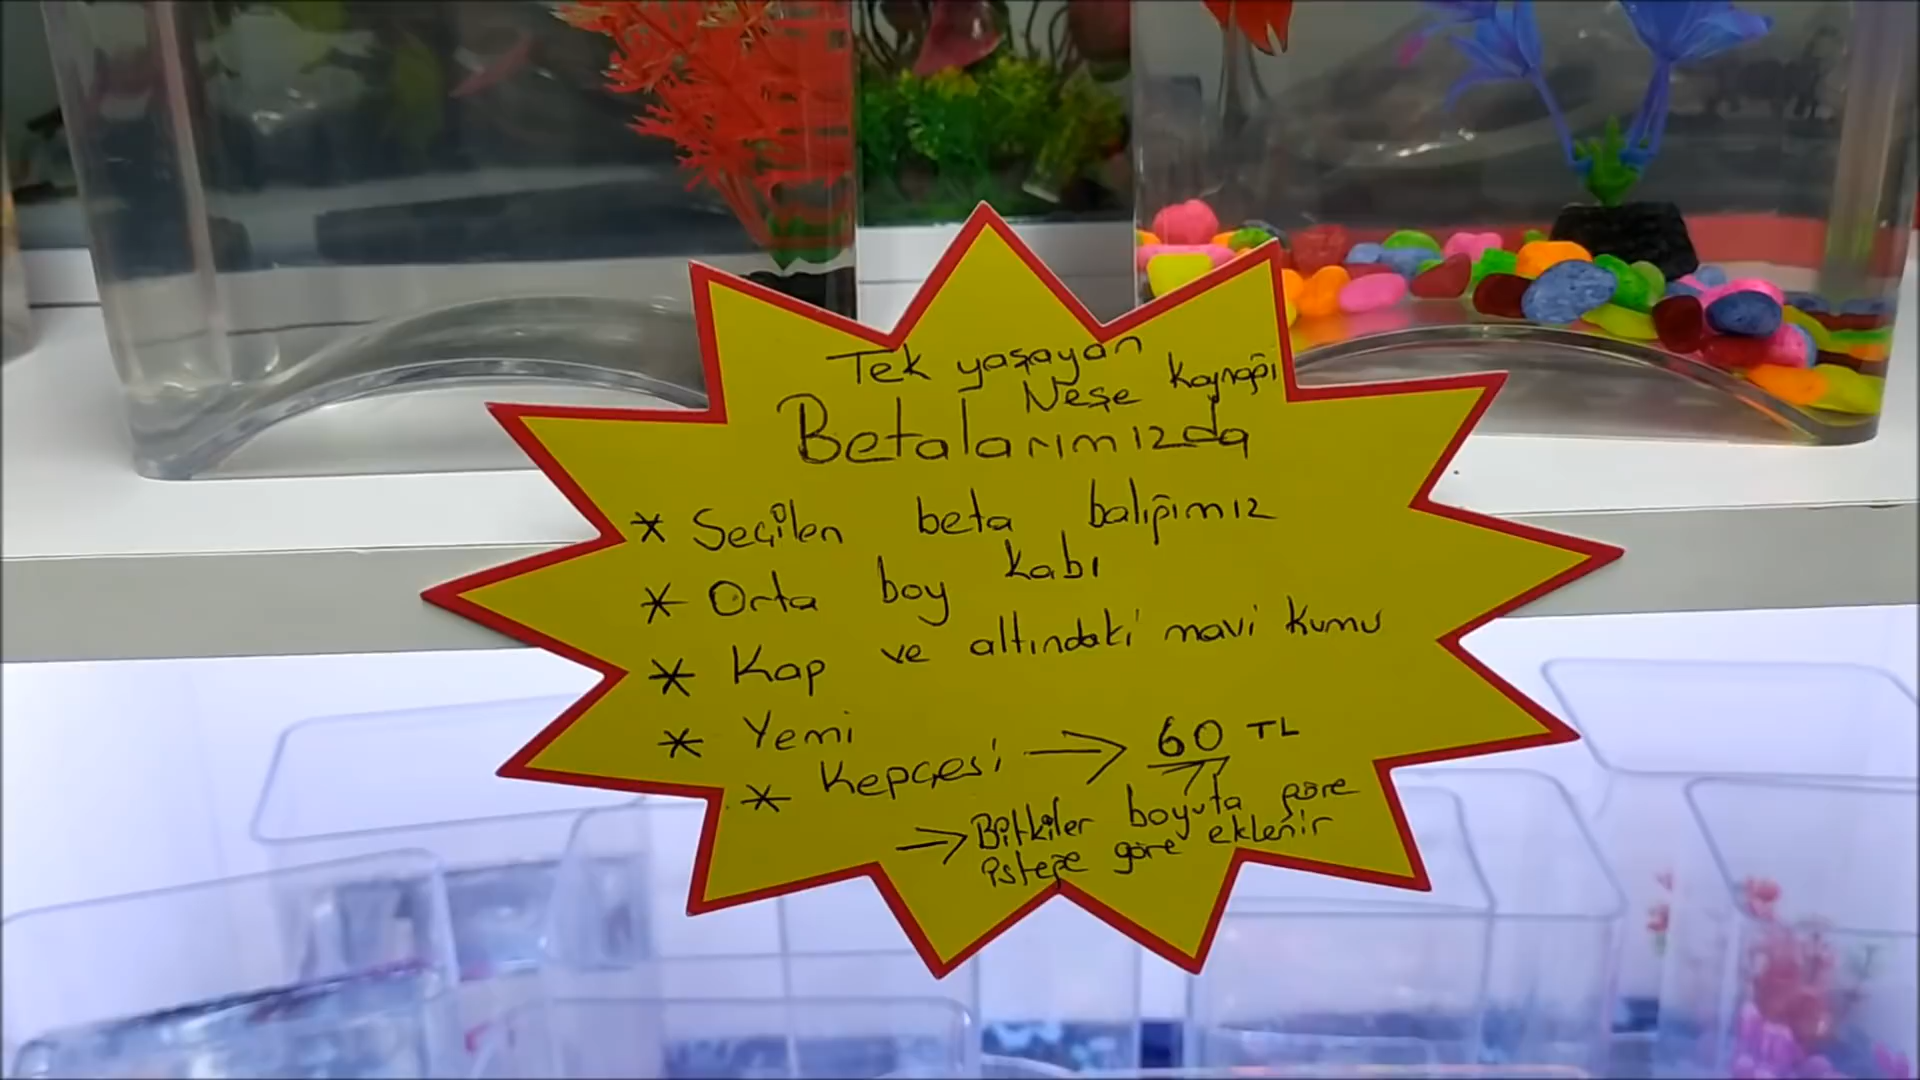 Tek yaşayan
Neşe kaynağı
Betalarımızda
* Seçilen beta balığımız
* Orta boy kabı
* Kap ve altındaki mavi kumu
* Yemi
* Kepçesi → 60 TL
→ Bitkiler boyuta göre
isteğe göre eklenir